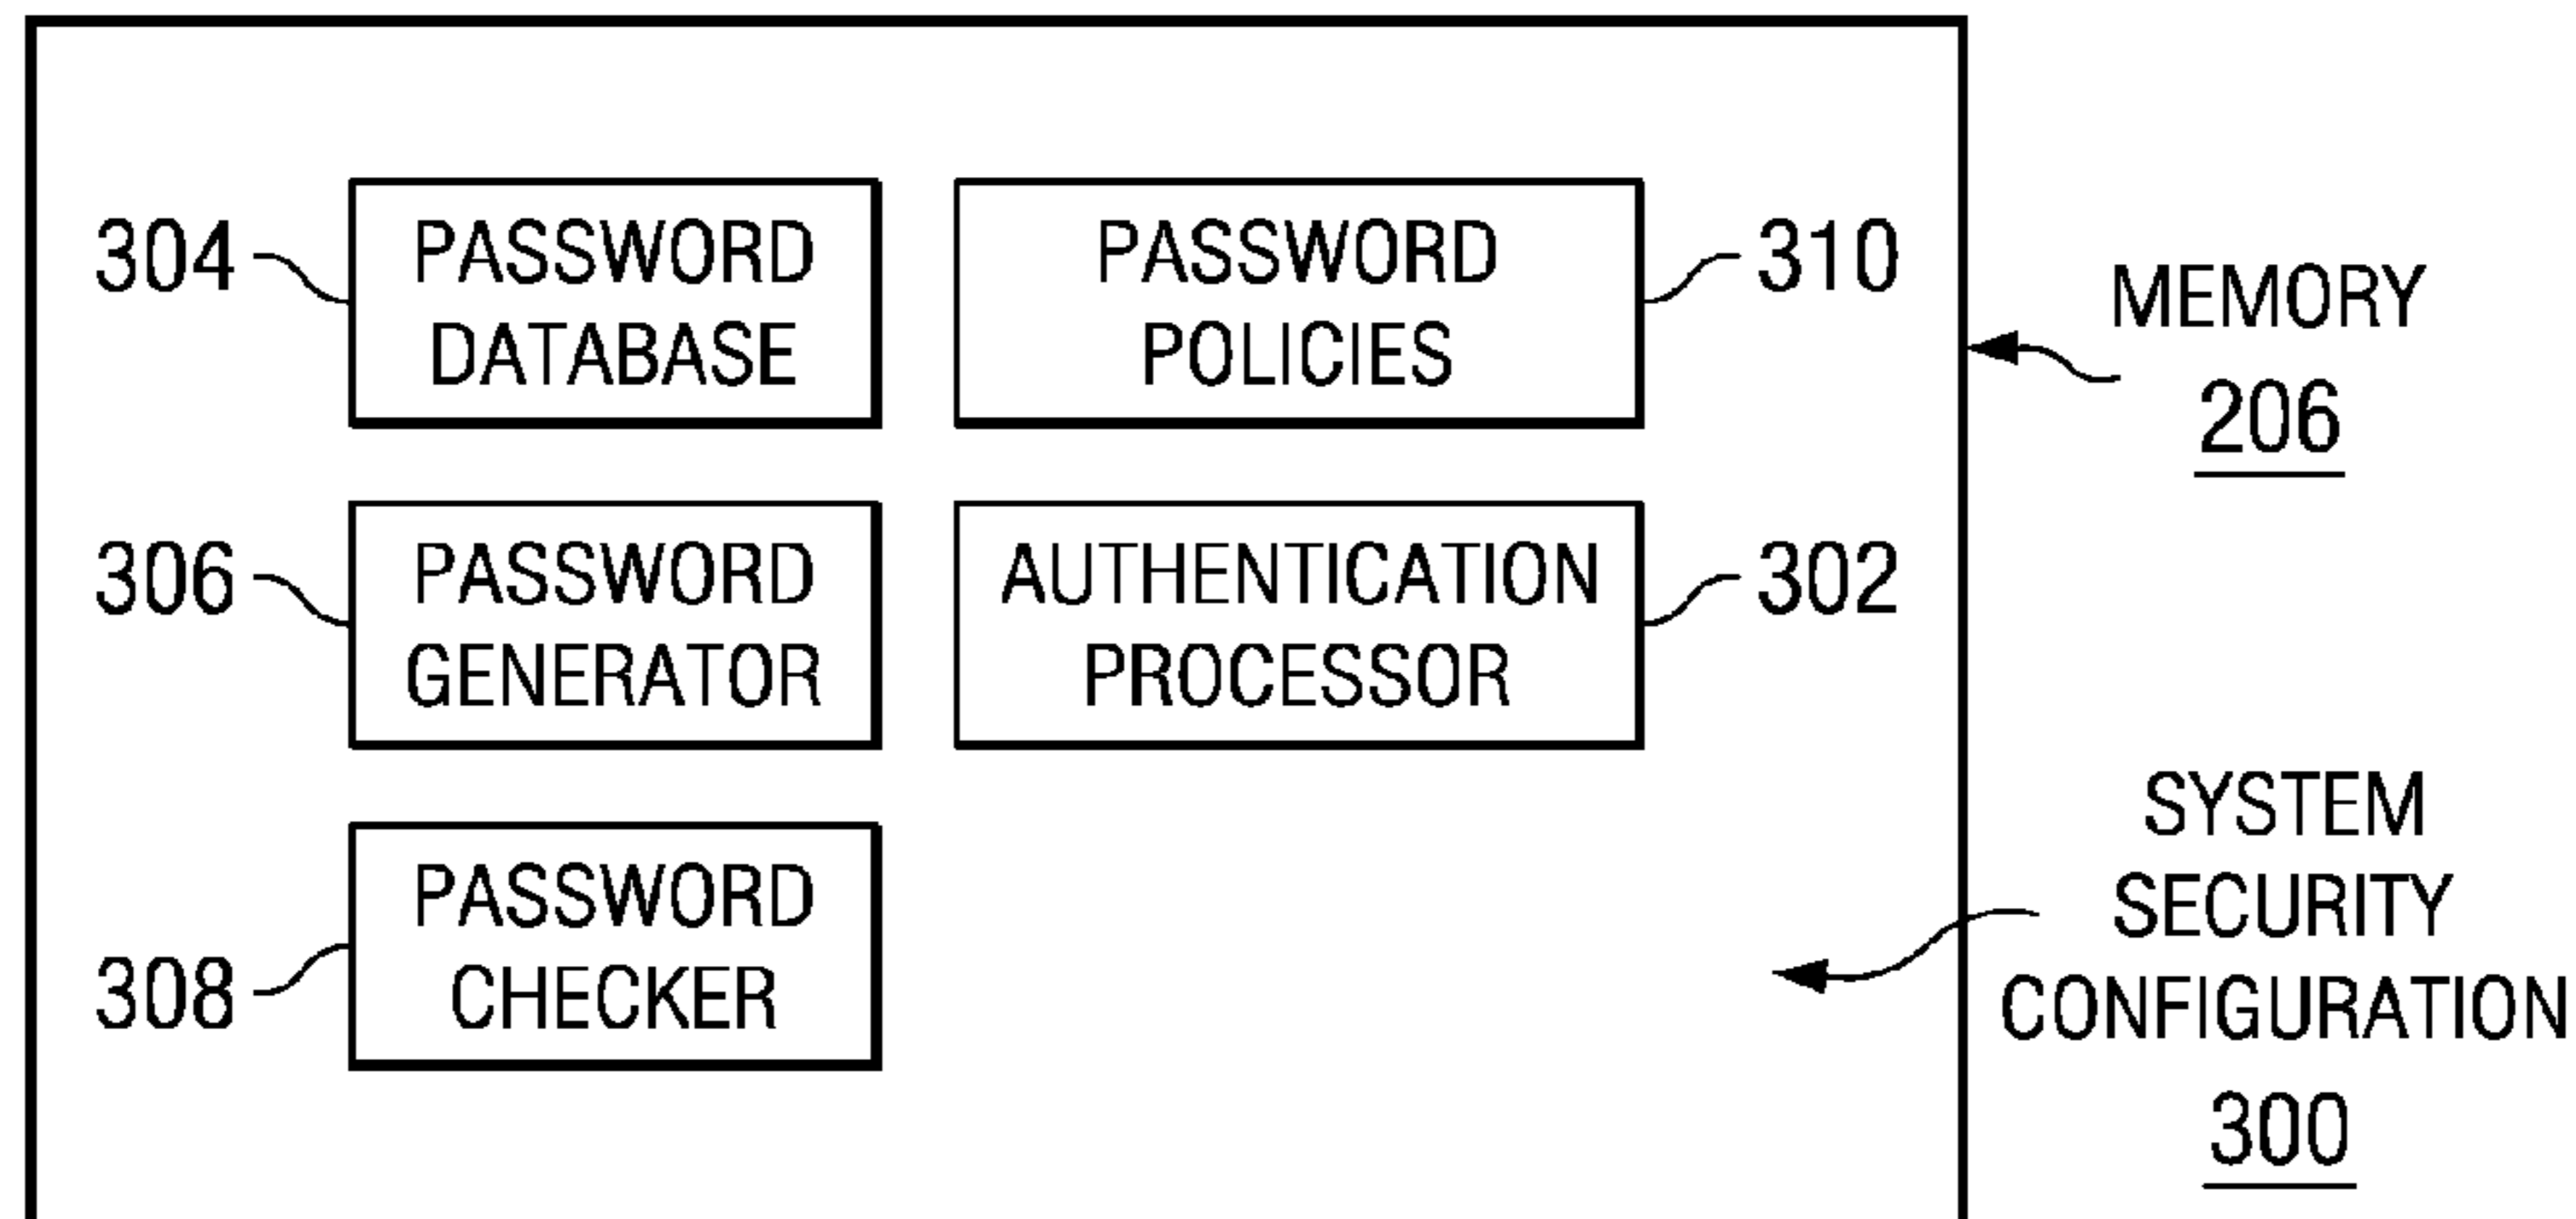 304
PASSWORD
DATABASE
PASSWORD
POLICIES
310
MEMORY
206
306
PASSWORD
GENERATOR
AUTHENTICATION
PROCESSOR
302
308
PASSWORD
CHECKER
SYSTEM
SECURITY
CONFIGURATION
300